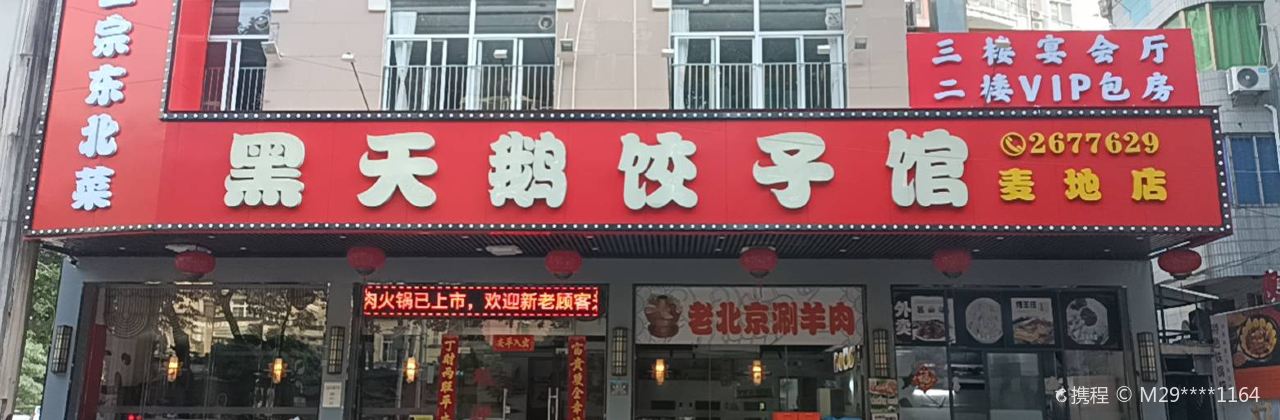 宗东北菜
三楼宴会厅
二楼VIP包房
黑天鹅饺子馆
2677629
麦地店
肉火锅已上市，欢迎新老顾客
老北京涮羊肉
外卖
携程 © M29****1164